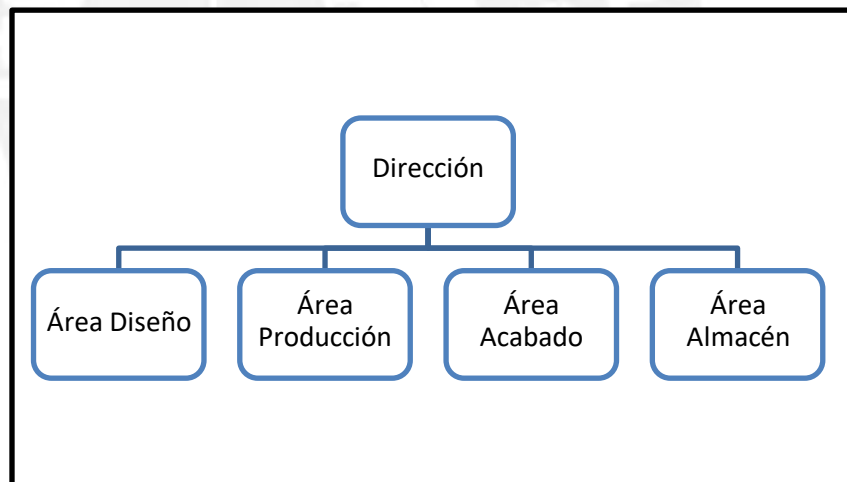 Dirección
Área Diseño
Área
Producción
Área
Acabado
Área
Almacén